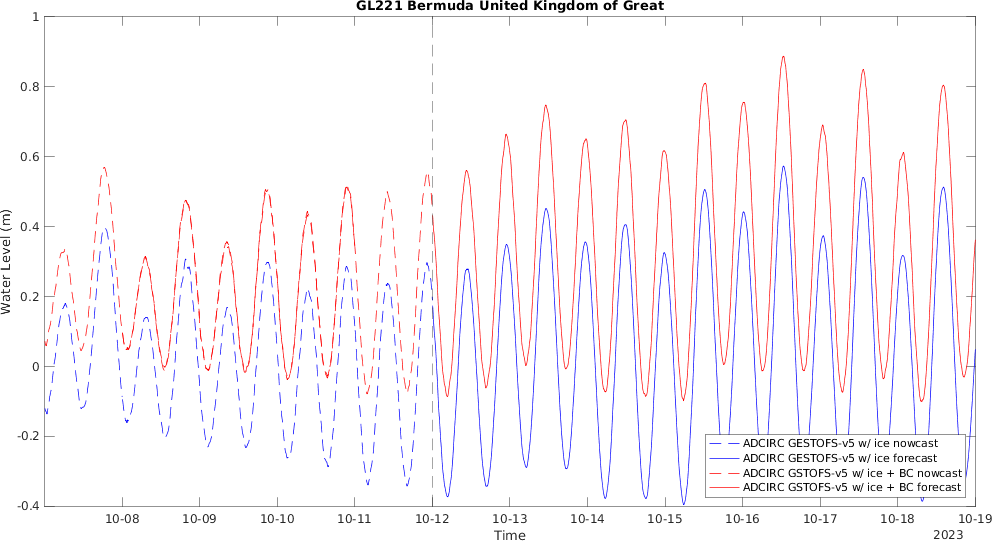 GL221 Bermuda United Kingdom of Great
1
0.8
0.6
0.4
0.2
0
-0.2
-0.4
Water Level (m)
ADCIRC GESTOFS-v5 w/ ice nowcast
ADCIRC GESTOFS-v5 w/ ice forecast
ADCIRC GSTOFS-v5 w/ ice + BC nowcast
ADCIRC GSTOFS-v5 w/ ice + BC forecast
10-08 10-09 10-10 10-11 10-12 10-13 10-14 10-15 10-16 10-17 10-18 10-19
Time
2023